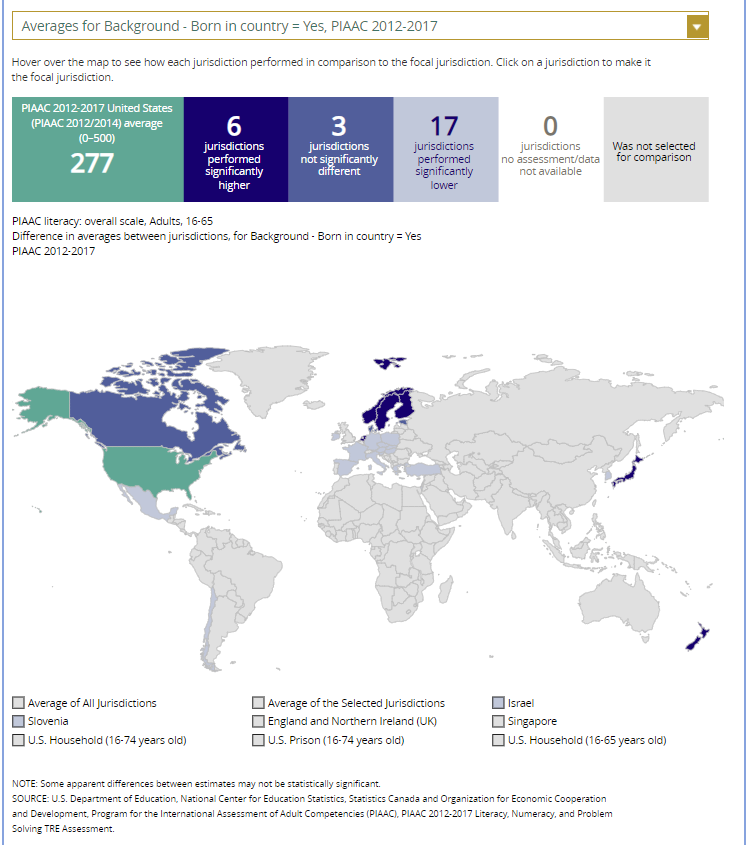 Averages for Background - Born in country = Yes, PIAAC 2012-2017
Hover over the map to see how each jurisdiction performed in comparison to the focal jurisdiction. Click on a jurisdiction to make it
the focal jurisdiction.
PIAAC 2012-2017 United States
(PIAAC 2012/2014) average
(0–500)
277
6
jurisdictions
performed
significantly
higher
3
jurisdictions
not significantly
different
17
jurisdictions
performed
significantly
lower
0
jurisdictions
no assessment/data
not available
Was not selected
for comparison
PIAAC literacy: overall scale, Adults, 16-65
Difference in averages between jurisdictions, for Background - Born in country = Yes
PIAAC 2012-2017
Average of All Jurisdictions
Average of the Selected Jurisdictions
Israel
Slovenia
England and Northern Ireland (UK)
Singapore
U.S. Household (16-74 years old)
U.S. Prison (16-74 years old)
U.S. Household (16-65 years old)
NOTE: Some apparent differences between estimates may not be statistically significant.
SOURCE: U.S. Department of Education, National Center for Education Statistics, Statistics Canada and Organization for Economic Cooperation
and Development, Program for the International Assessment of Adult Competencies (PIAAC), PIAAC 2012-2017 Literacy, Numeracy, and Problem
Solving TRE Assessment.